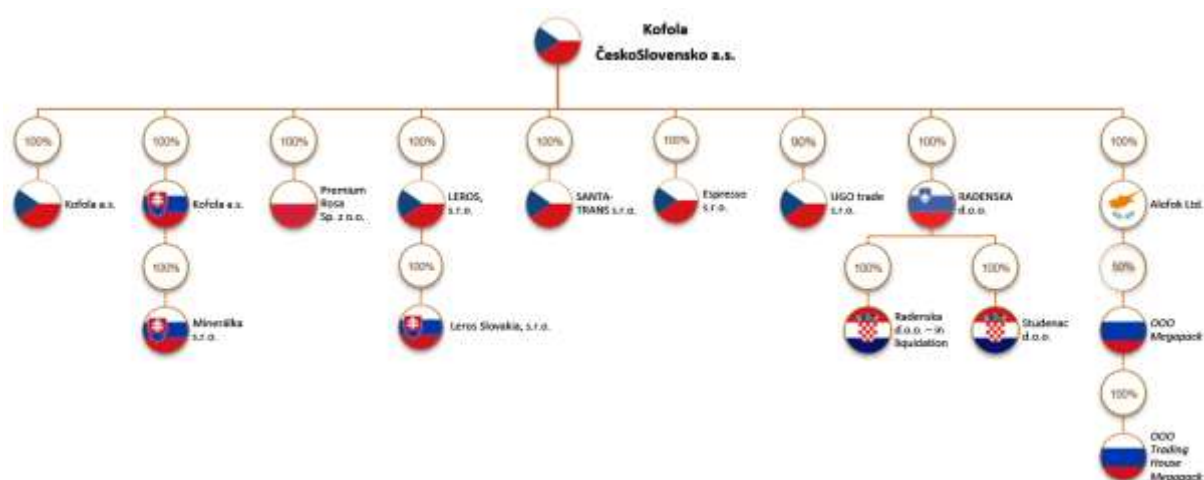 Kofola
ČeskoSlovensko a.s.
100%
100%
100%
100%
100%
100%
90%
100%
100%
Kofola a.s.
Kofola a.s.
Premium
Rosa
Sp. z o.o.
LEROS,
s.r.o.
SANTA-
TRANS s.r.o.
Espresso
s.r.o.
UGO trade
s.r.o.
RADENSKA
d.o.o.
Alofok Ltd.
100%
100%
100%
100%
50%
Minerálka
s.r.o.
Leros Slovakia, s.r.o.
Radenska
d.o.o. – in
liquidation
Studenac
d.o.o.
OOO
Megapack
100%
OOO
Trading
House
Megapack